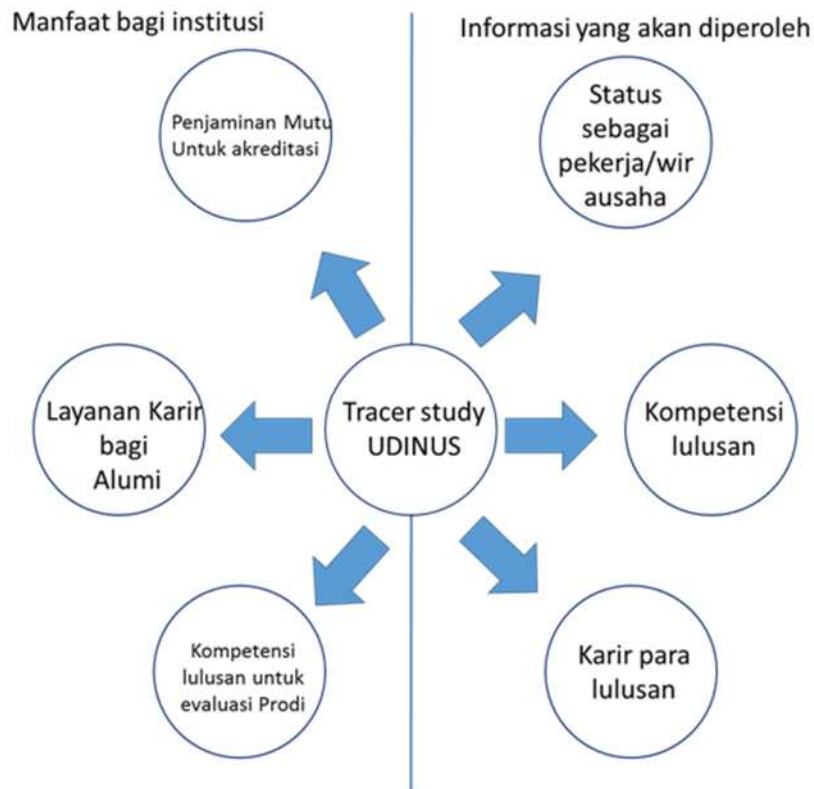 Manfaat bagi institusi
Informasi yang akan diperoleh
Penjaminan Mutu
Untuk akreditasi
Status
sebagai
pekerja/wir
ausaha
Layanan Karir
bagi
Alumi
Tracer study
UDINUS
Kompetensi
lulusan
Kompetensi
lulusan untuk
evaluasi Prodi
Karir para
lulusan